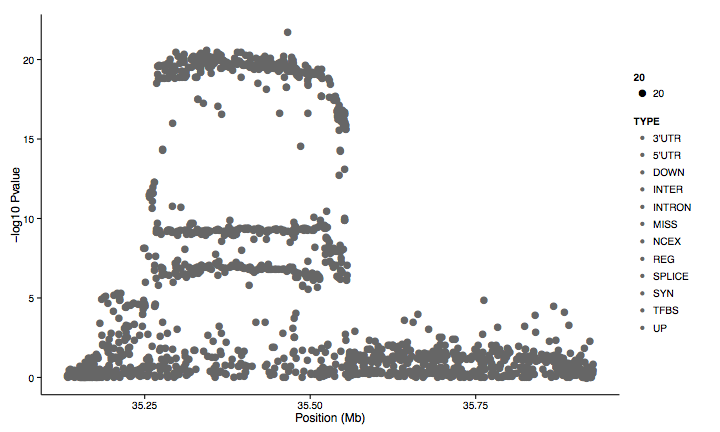 20
15
10
5
0
−log10 Pvalue
35.25
35.50
35.75
Position (Mb)
20
20
TYPE
3'UTR
5'UTR
DOWN
INTER
INTRON
MISS
NCEX
REG
SPLICE
SYN
TFBS
UP